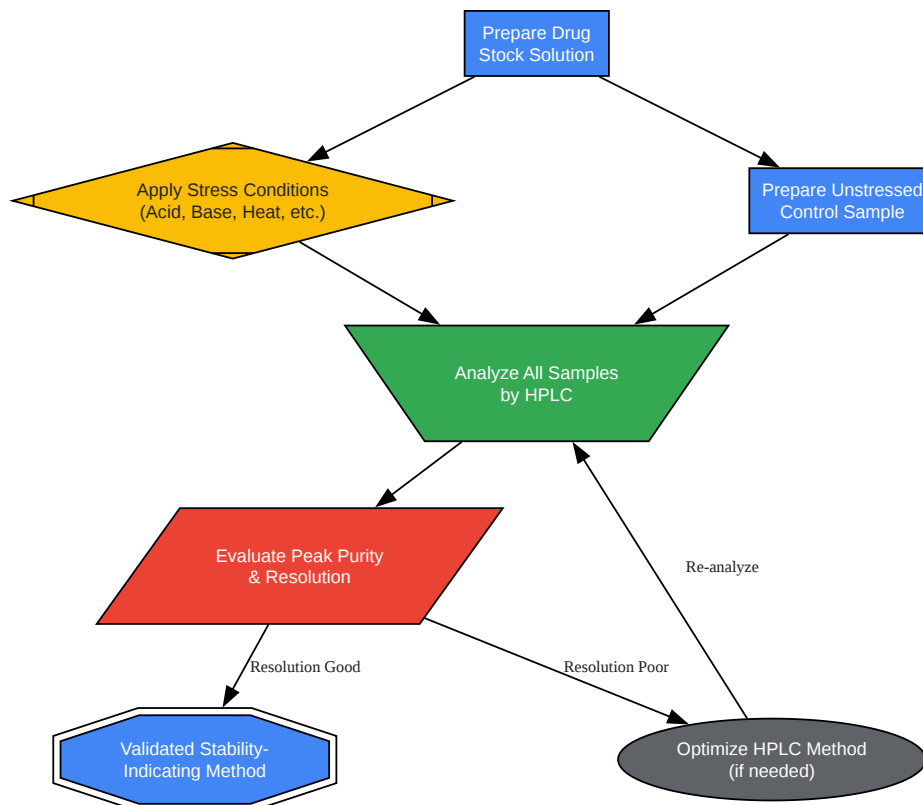 Prepare Drug
Stock Solution
Apply Stress Conditions
(Acid, Base, Heat, etc.)
Prepare Unstressed
Control Sample
Analyze All Samples
by HPLC
Evaluate Peak Purity
& Resolution
Re-analyze
Resolution Good
Resolution Poor
Validated Stability-
Indicating Method
Optimize HPLC Method
(if needed)